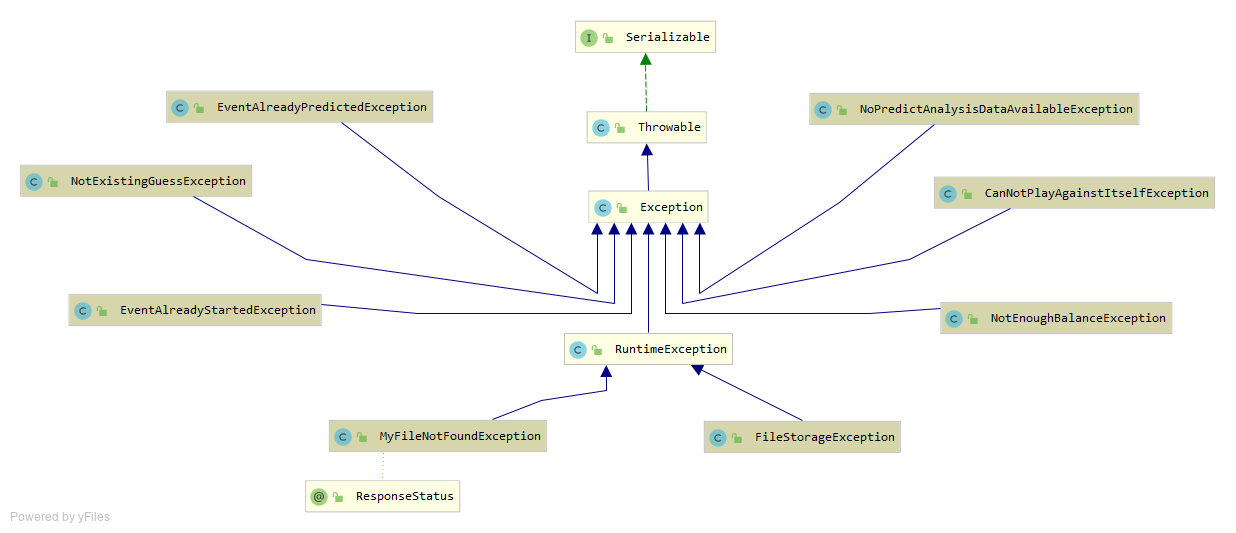 I Serializable
C EventAlreadyPredictedException
C NoPredictAnalysisDataAvailableException
C Throwable
C NotExistingGuessException
C CanNotPlayAgainstItselfException
C Exception
C EventAlreadyStartedException
C NotEnoughBalanceException
C RuntimeException
C MyFileNotFoundException
C FileStorageException
@ ResponseStatus
Powered by yFiles